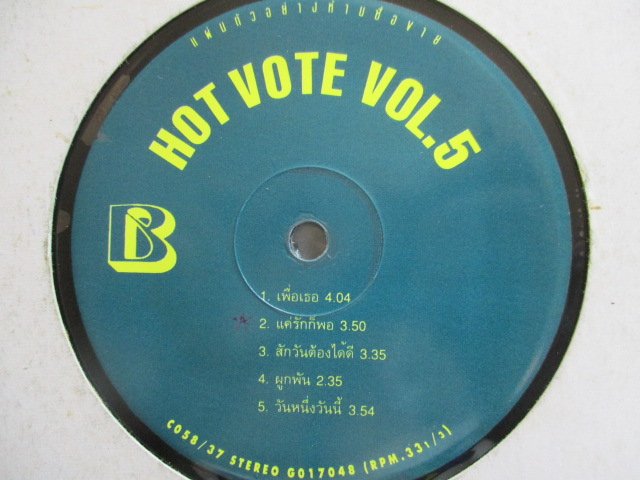 แผ่นตัวอย่างห้ามซื้อขาย
HOT VOTE VOL.5
B
1. เพื่อเธอ 4.04
2. แค่รักก็พอ 3.50
3. สักวันต้องได้ดี 3.35
4. ผูกพัน 2.35
5. วันหนึ่งวันนี้ 3.54
CO58/37 STEREO G017048 (RPM.33 1/3)